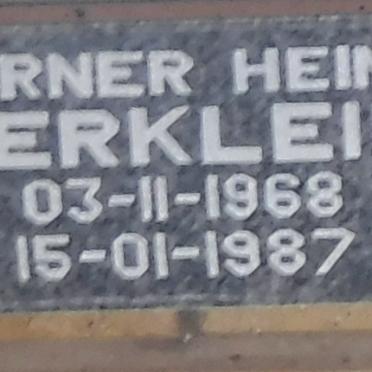 RNER HEIN
ERKLEI
03-11-1968
15-01-1987